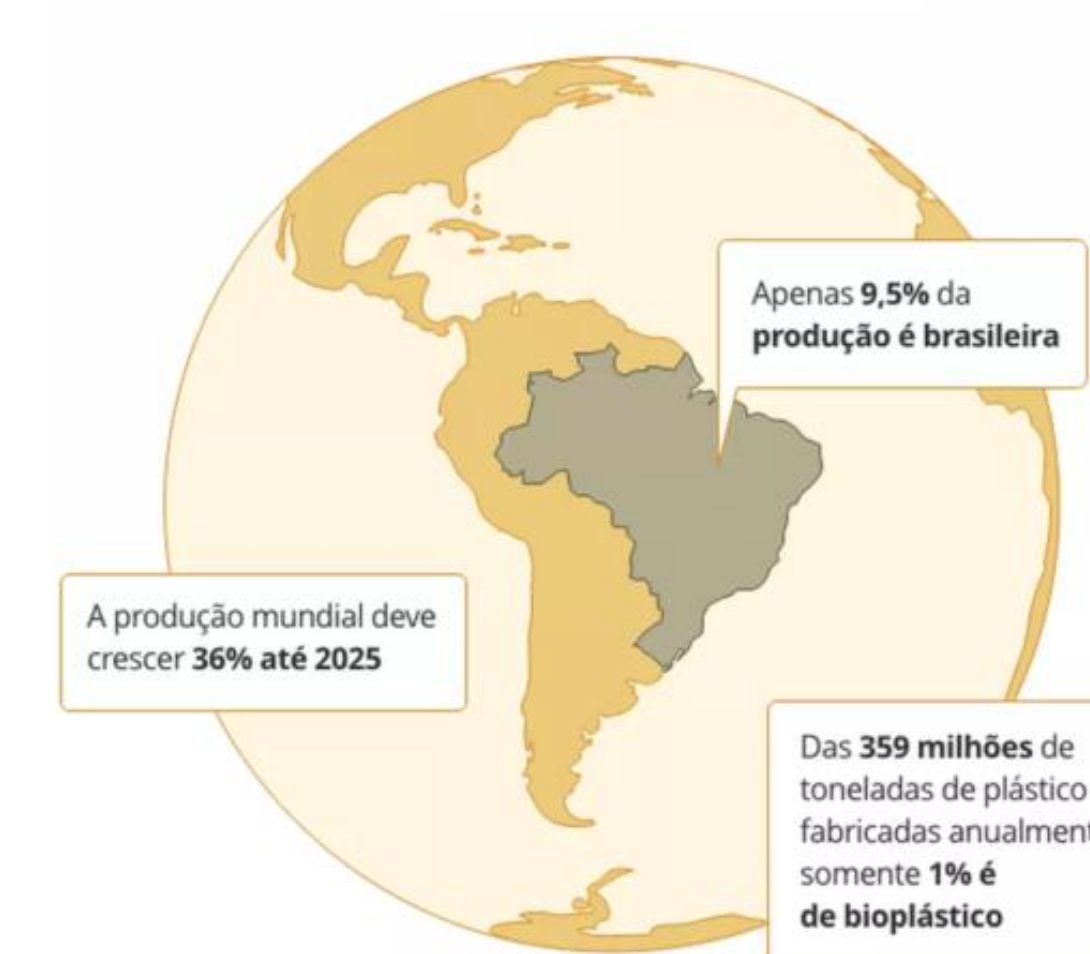 Apenas 9,5% da
produção é brasileira
A produção mundial deve
crescer 36% até 2025
Das 359 milhões de
toneladas de plástico
fabricadas anualment
somente 1% é
de bioplástico